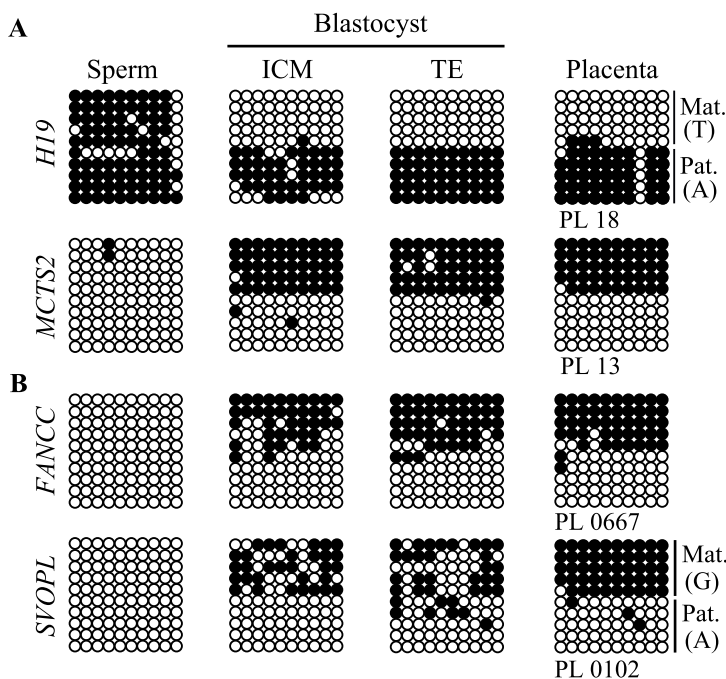 A
Blastocyst
Sperm
ICM
TE
Placenta
H19
Mat.
(T)
Pat.
(A)
PL 18
MCTS2
PL 13
B
FANCC
PL 0667
SVOPL
Mat.
(G)
Pat.
(A)
PL 0102